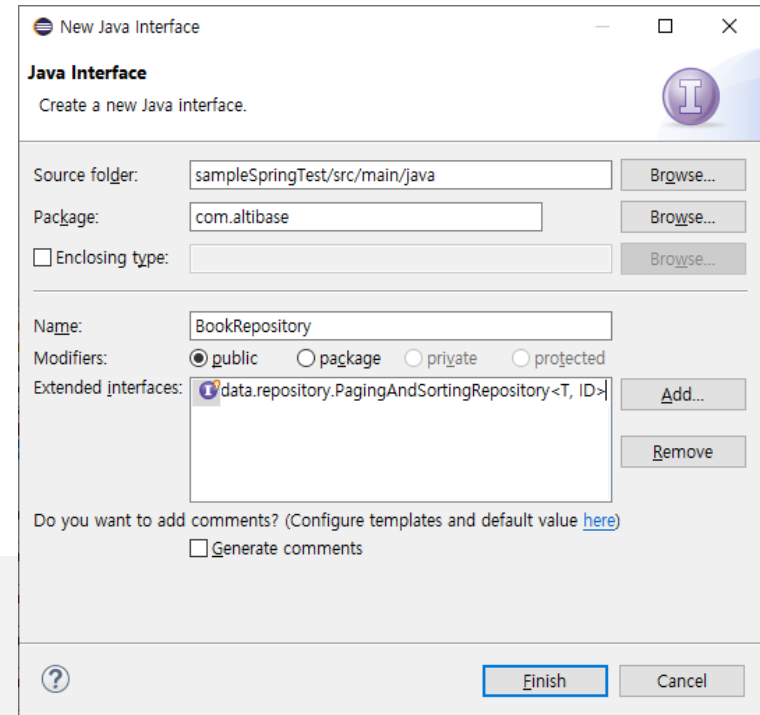 New Java Interface
Java Interface
Create a new Java interface.
Source folder: sampleSpringTest/src/main/java Browse...
Package: com.altibase Browse...
Enclosing type: Browse...
Name: BookRepository
Modifiers: public package private protected
Extended interfaces: data.repository.PagingAndSortingRepository<T, ID> Add...
Remove
Do you want to add comments? (Configure templates and default value here)
Generate comments
? Finish Cancel